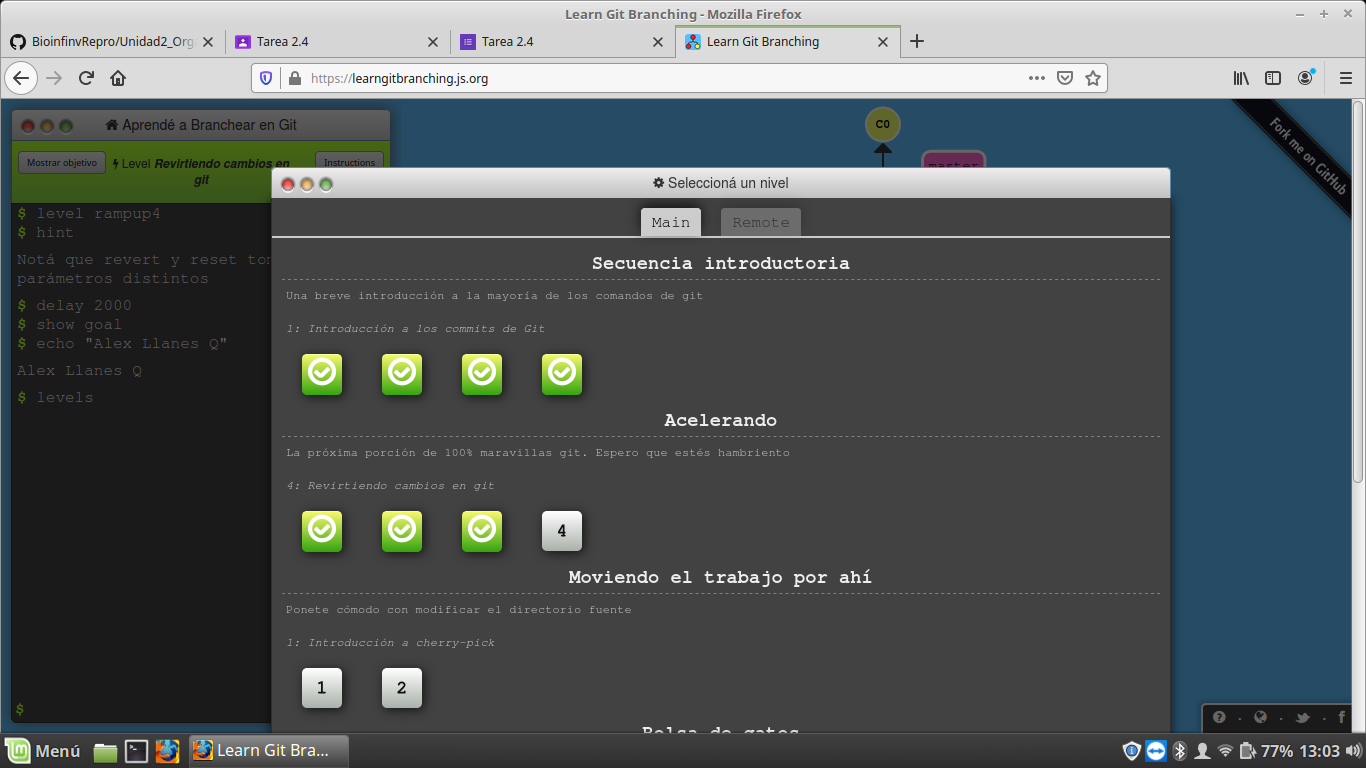 Learn Git Branching - Mozilla Firefox
BioinfinvRepro/Unidad2_Org
Tarea 2.4
Tarea 2.4
Learn Git Branching
https://learngitbranching.js.org
Aprendé a Branchear en Git
C0
Fork me on GitHub
Mostrar objetivo
Level Revirtiendo cambios en git
Instructions
master
Seleccioná un nivel
$ level rampup4
$ hint
Notá que revert y reset
parámetros distintos
$ delay 2000
$ show goal
$ echo "Alex Llanes Q"
Alex Llanes Q
$ levels
$
Main
Remote
Secuencia introductoria
Una breve introducción a la mayoría de los comandos de git
1: Introducción a los commits de Git
Acelerando
La próxima porción de 100% maravillas git. Espero que estés hambriento
4: Revirtiendo cambios en git
4
Moviendo el trabajo por ahí
Ponete cómodo con modificar el directorio fuente
1: Introducción a cherry-pick
1
2
Bolsa de gatos
Menú
Learn Git Bra...
77%
13:03